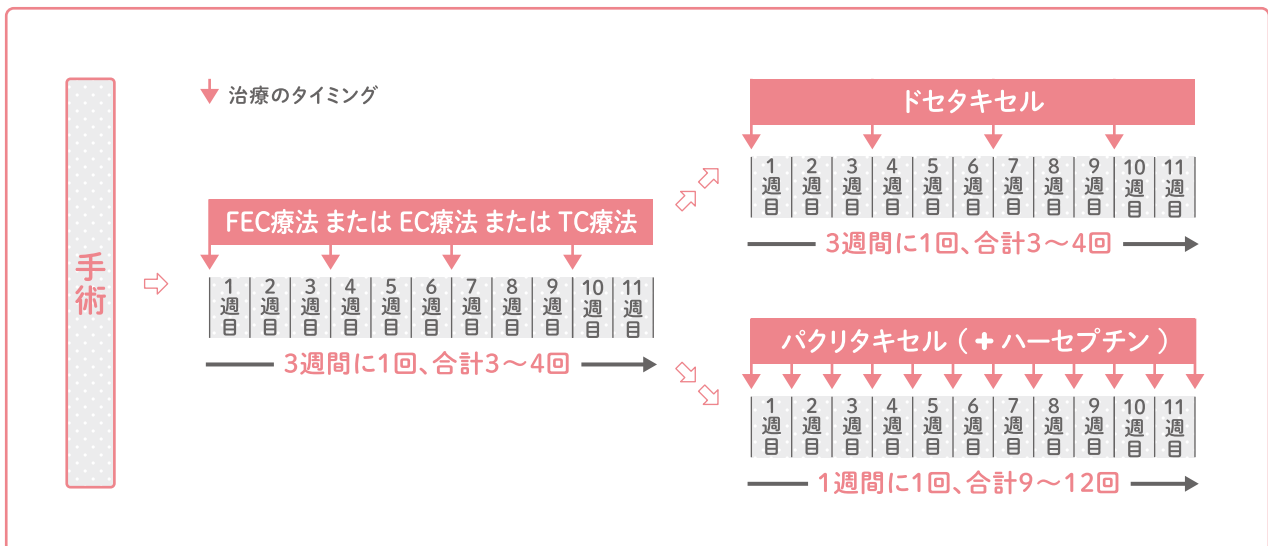 手術
治療のタイミング
FEC療法 または EC療法 または TC療法
1週目 2週目 3週目 4週目 5週目 6週目 7週目 8週目 9週目 10週目 11週目
3週間に1回、合計3〜4回
ドセタキセル
1週目 2週目 3週目 4週目 5週目 6週目 7週目 8週目 9週目 10週目 11週目
3週間に1回、合計3〜4回
パクリタキセル（＋ハーセプチン）
1週目 2週目 3週目 4週目 5週目 6週目 7週目 8週目 9週目 10週目 11週目
1週間に1回、合計9〜12回